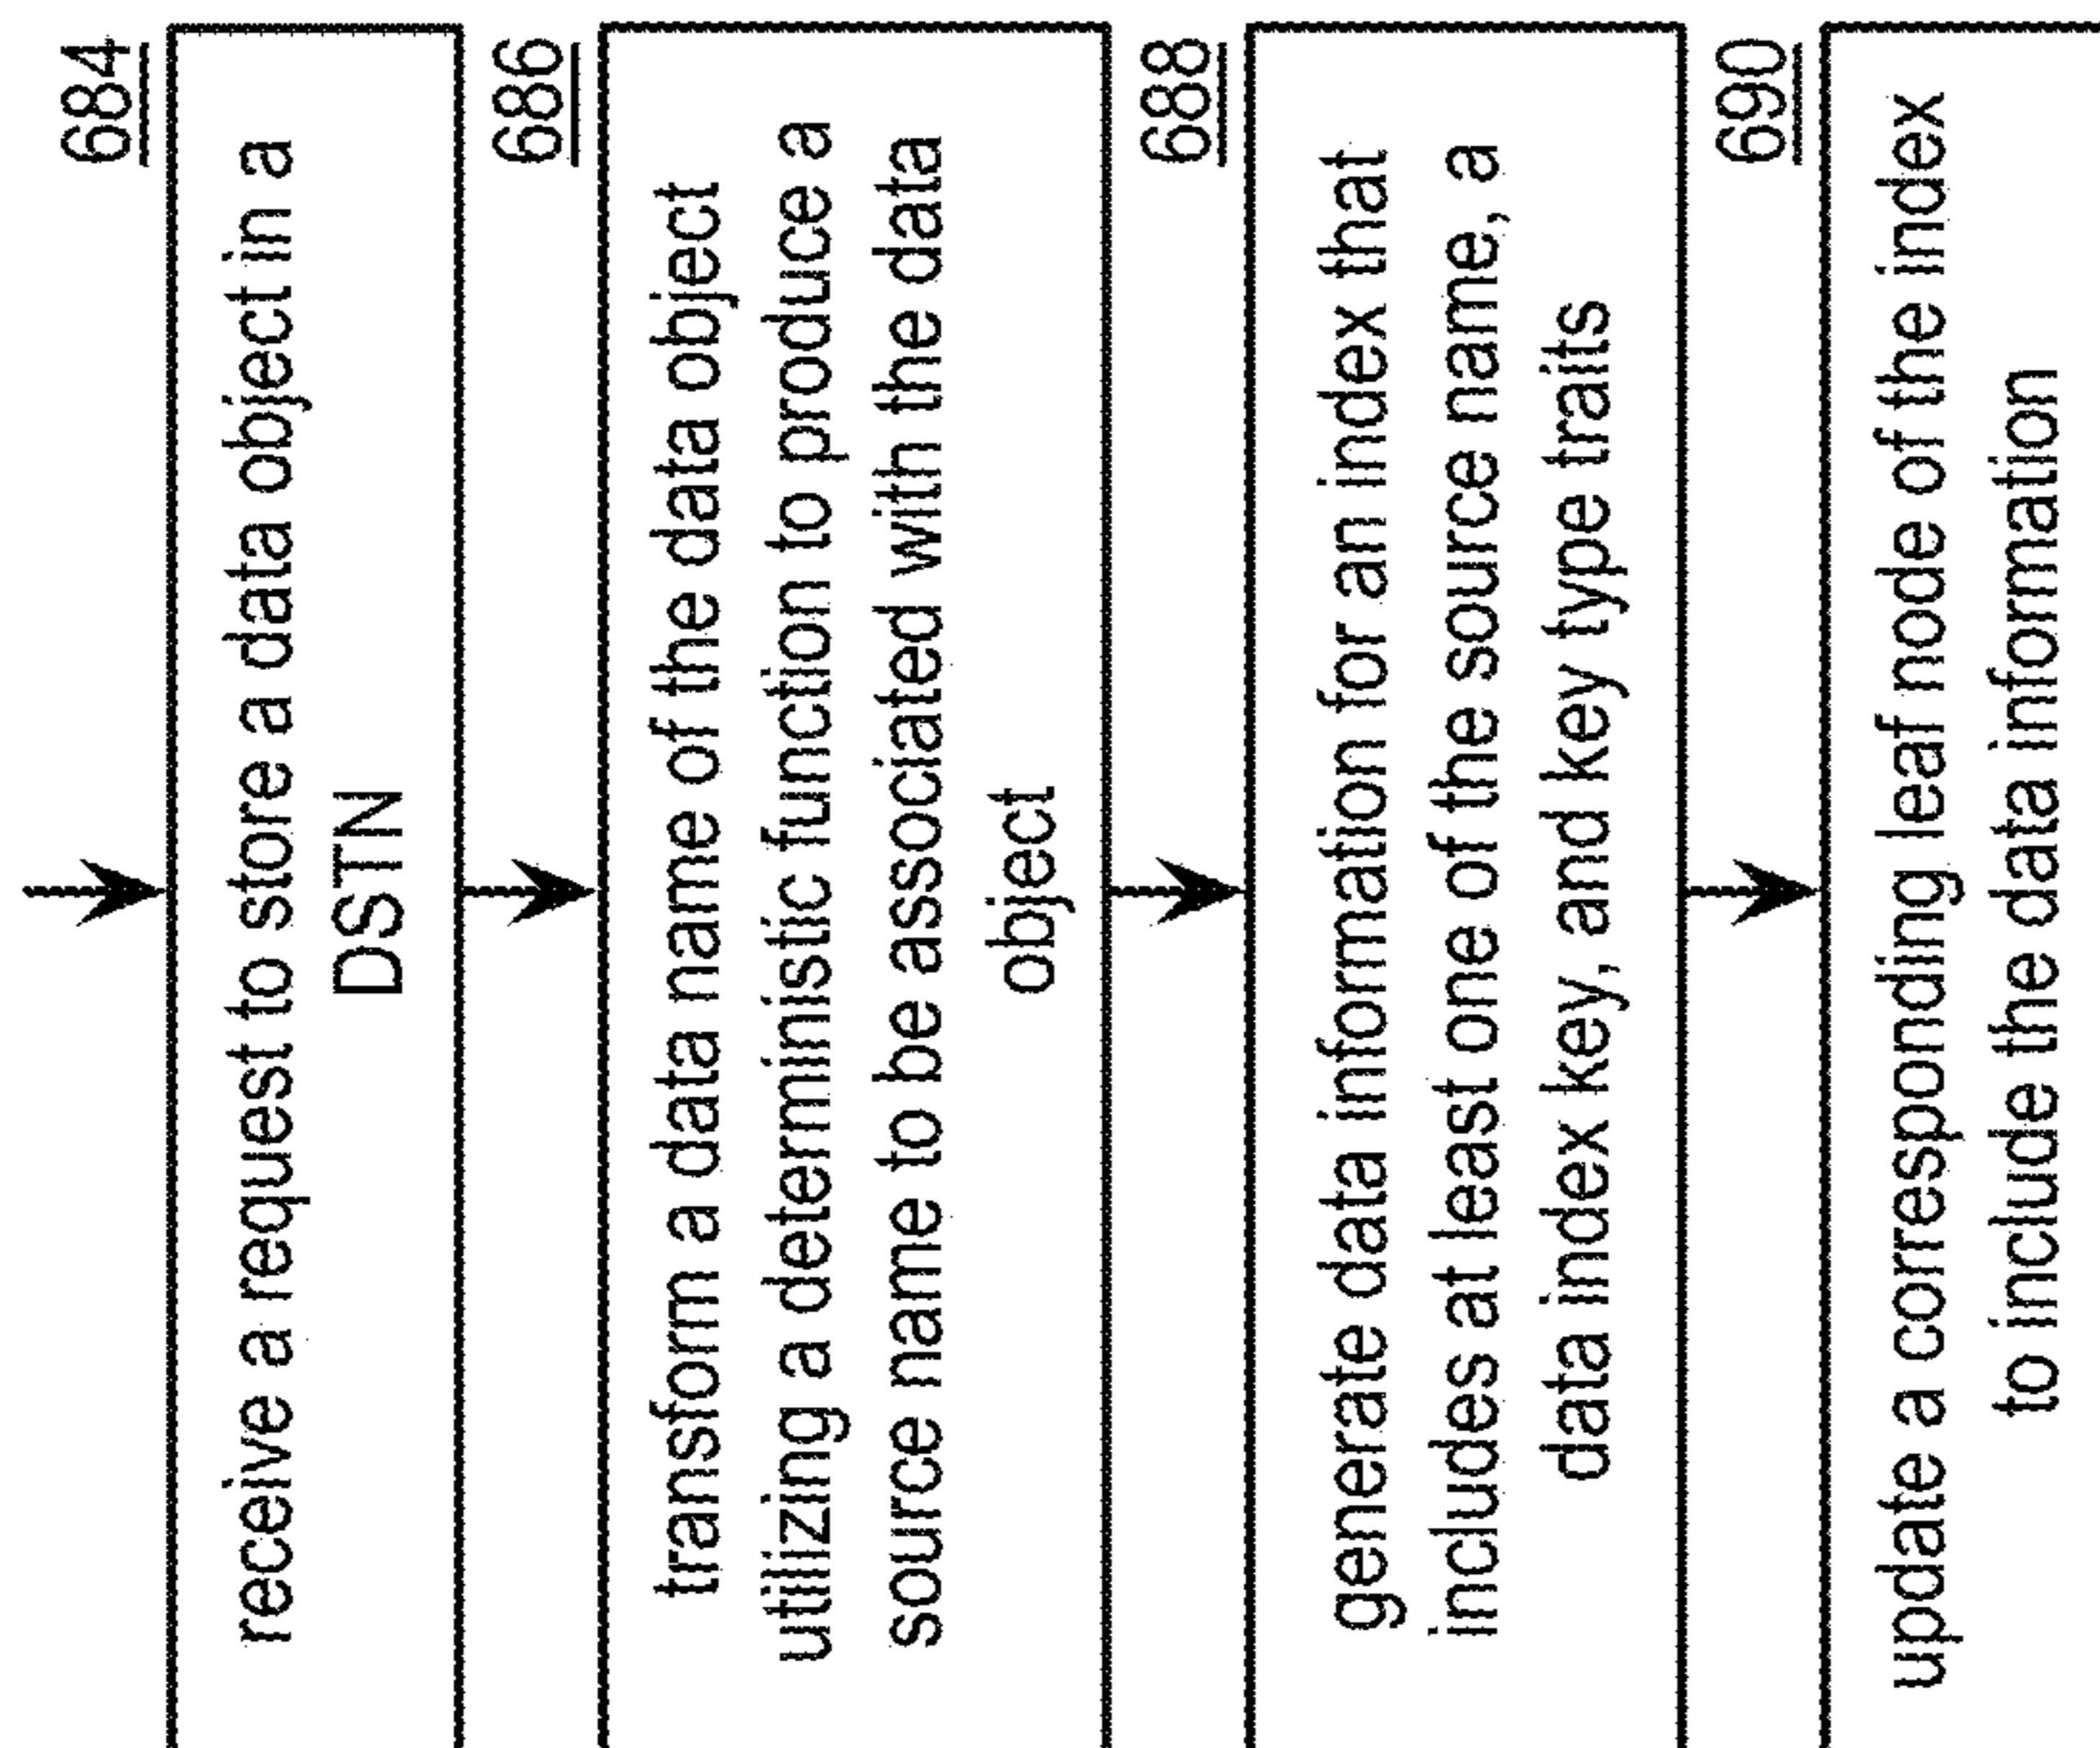 684
receive a request to store a data object in a
DSTN
686
transform a data name of the data object
utilizing a deterministic function to produce a
source name to be associated with the data
object
688
generate data information for an index that
includes at least one of the source name, a
data index key, and key type traits
690
update a corresponding leaf node of the index
to include the data information